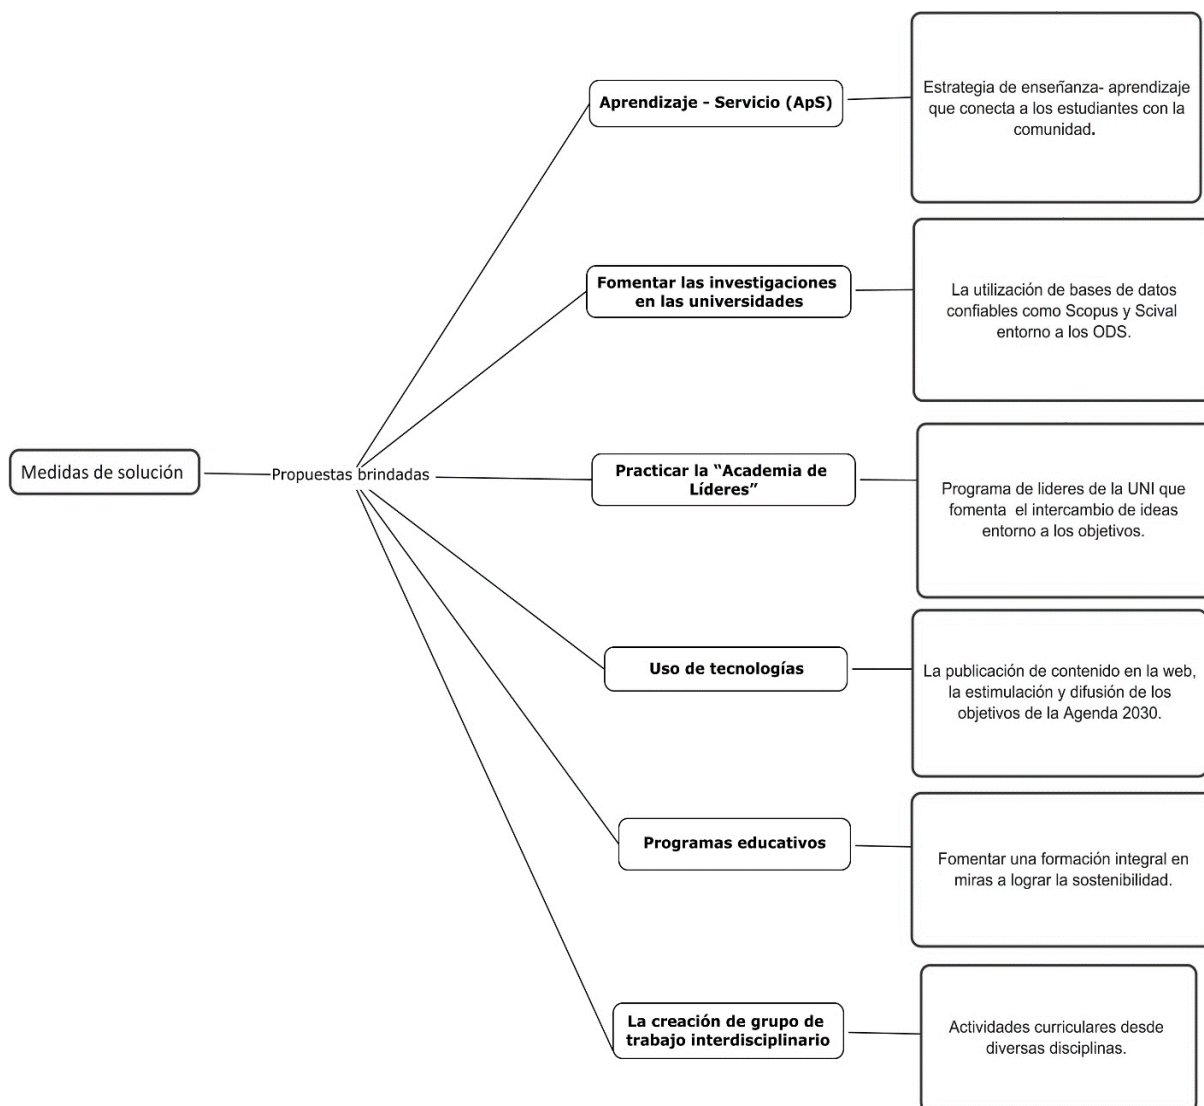 Aprendizaje - Servicio (ApS)
Estrategia de enseñanza- aprendizaje
que conecta a los estudiantes con la
comunidad.
Fomentar las investigaciones
en las universidades
La utilización de bases de datos
confiables como Scopus y Scival
entorno a los ODS.
Medidas de solución
Propuestas brindadas
Practicar la “Academia de
Líderes”
Programa de lideres de la UNI que
fomenta el intercambio de ideas
entorno a los objetivos.
Uso de tecnologías
La publicación de contenido en la web,
la estimulación y difusión de los
objetivos de la Agenda 2030.
Programas educativos
Fomentar una formación integral en
miras a lograr la sostenibilidad.
La creación de grupo de
trabajo interdisciplinario
Actividades curriculares desde
diversas disciplinas.